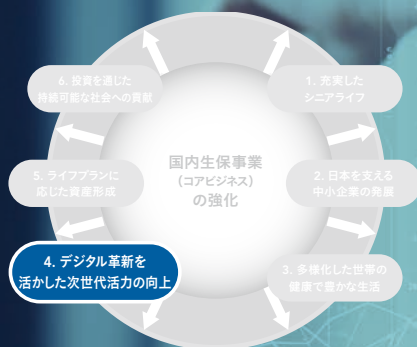 6. 投資を通じた
持続可能な社会への貢献
1. 充実した
シニアライフ
国内生保事業
（コアビジネス）
の強化
5. ライフプランに
応じた資産形成
2. 日本を支える
中小企業の発展
4. デジタル革新を
活かした次世代活力の向上
3. 多様化した世帯の
健康で豊かな生活